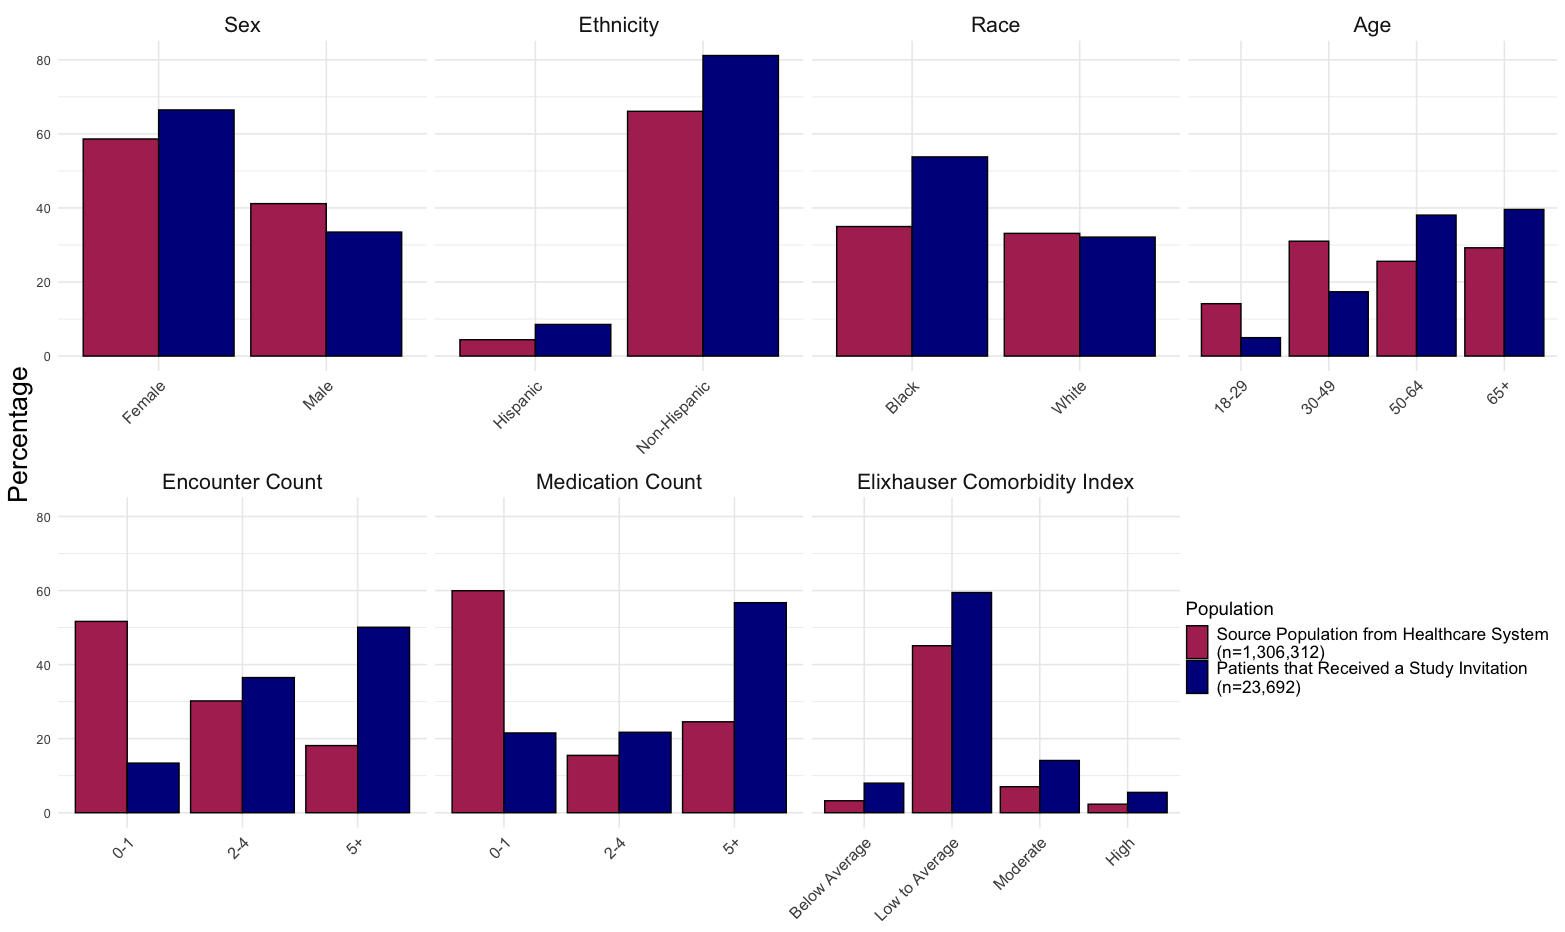 Sex
Ethnicity
Race
Age
80
60
40
20
0
Female
Male
Hispanic
Non-Hispanic
Black
White
18-29
30-49
50-64
65+
Percentage
Encounter Count
Medication Count
Elixhauser Comorbidity Index
80
60
40
20
0
0-1
2-4
5+
0-1
2-4
5+
Below Average
Low to Average
Moderate
High
Population
Source Population from Healthcare System
(n=1,306,312)
Patients that Received a Study Invitation
(n=23,692)